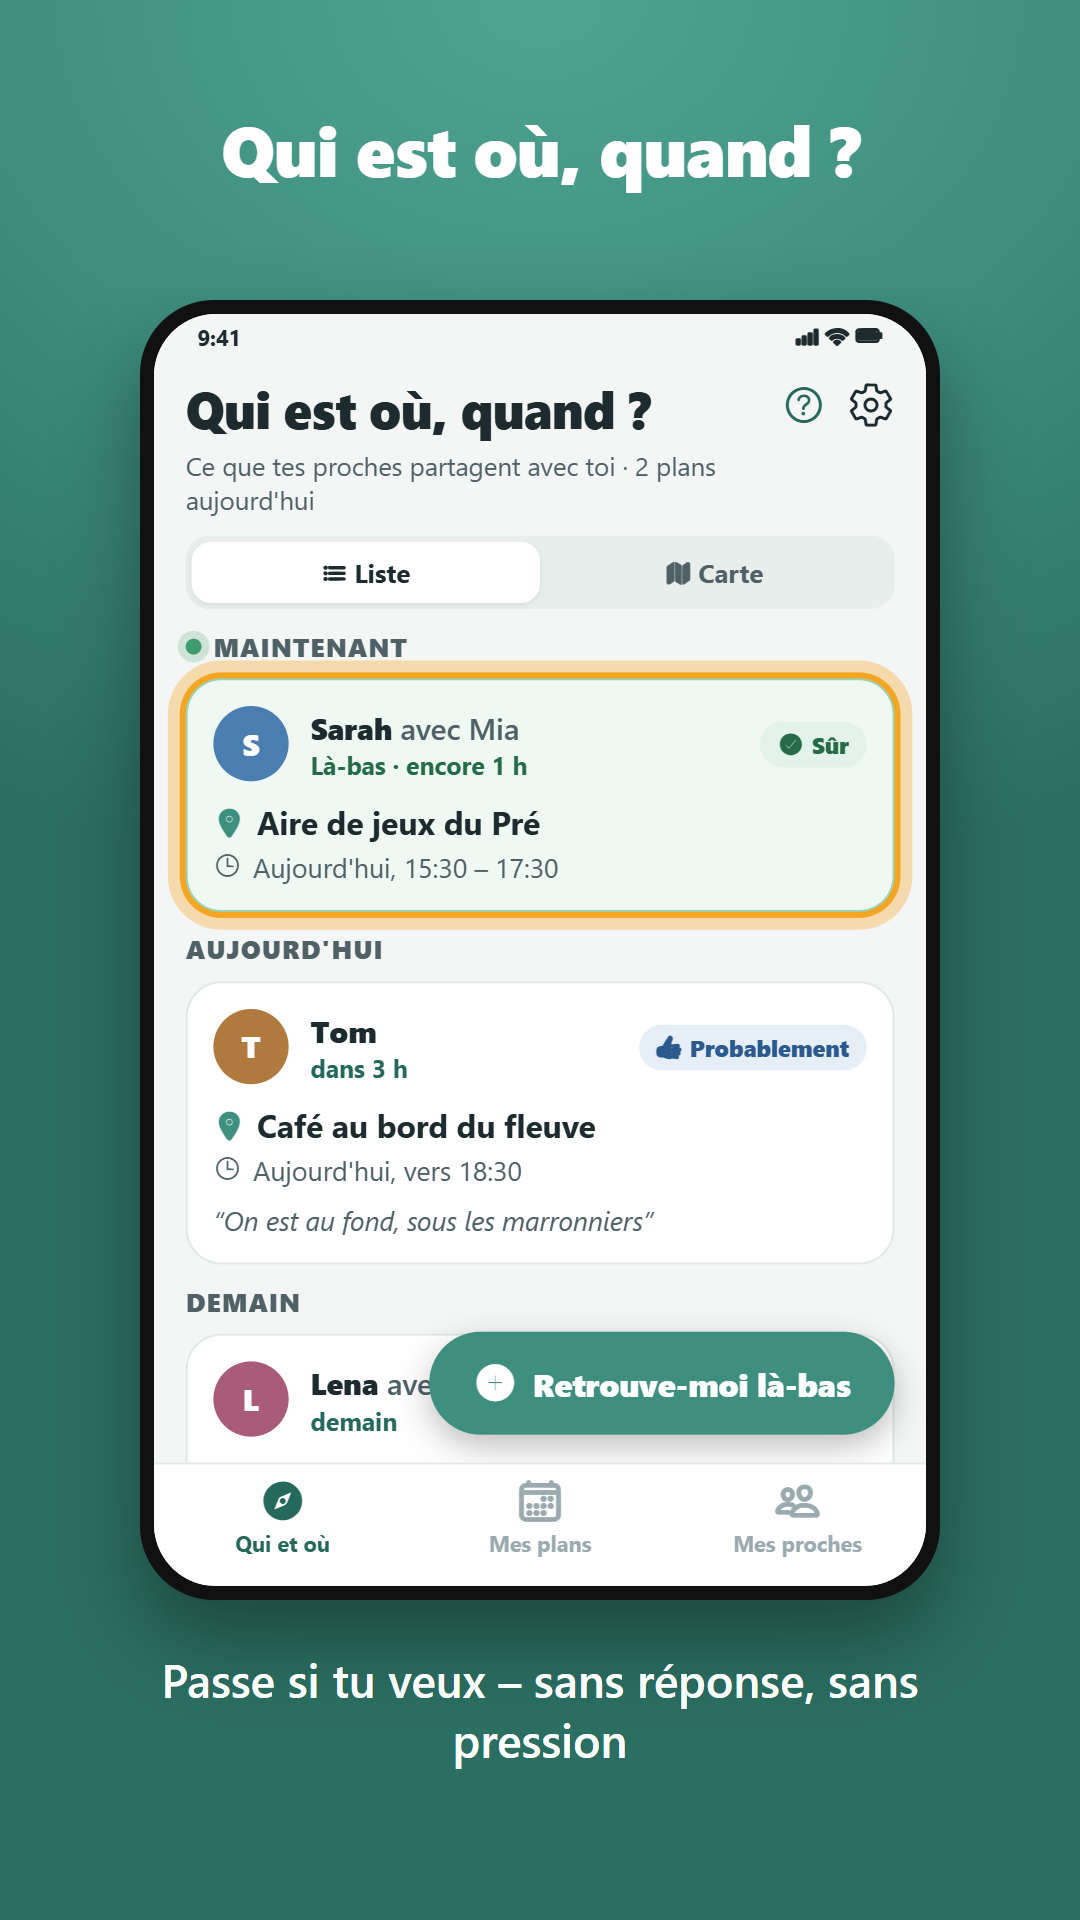 Qui est où, quand ?
9:41
Qui est où, quand ?
Ce que tes proches partagent avec toi · 2 plans
aujourd'hui
Liste
Carte
MAINTENANT
S
Sarah avec Mia
Sûr
Là-bas · encore 1 h
Aire de jeux du Pré
Aujourd'hui, 15:30 – 17:30
AUJOURD'HUI
T
Tom
Probablement
dans 3 h
Café au bord du fleuve
Aujourd'hui, vers 18:30
“On est au fond, sous les marronniers”
DEMAIN
L
Lena ave
demain
Retrouve-moi là-bas
Qui et où
Mes plans
Mes proches
Passe si tu veux – sans réponse, sans
pression